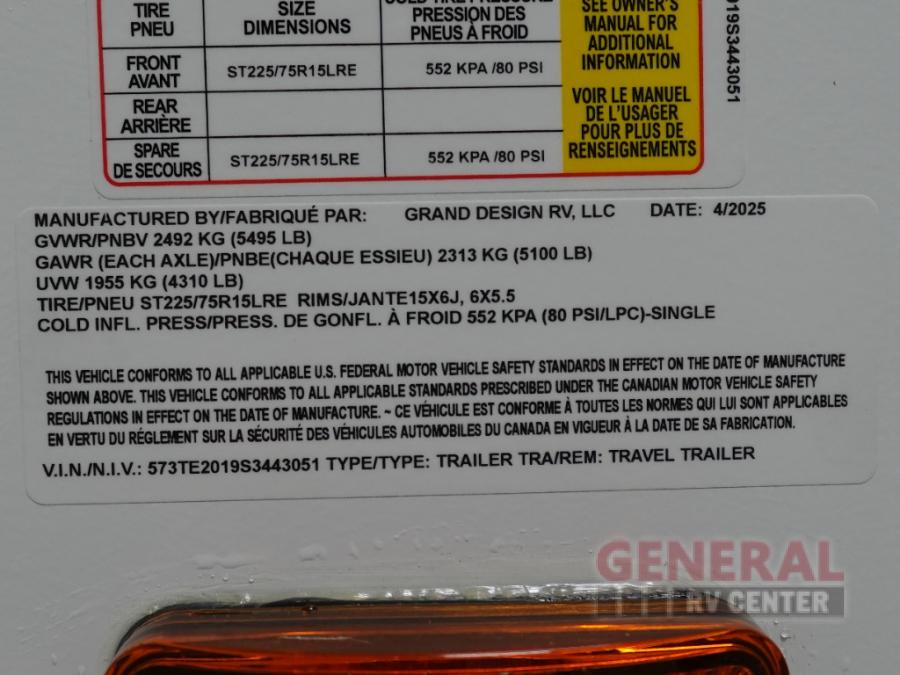 TIRE SIZE COLD TIRE PRESSURE SEE OWNER'S
PNEU DIMENSIONS PRESSION DES MANUAL FOR
PNEUS À FROID ADDITIONAL
INFORMATION
FRONT
AVANT ST225/75R15LRE 552 KPA /80 PSI
REAR
ARRIÈRE
VOIR LE MANUEL
DE L'USAGER
POUR PLUS DE
RENSEIGNEMENTS
SPARE
DE SECOURS ST225/75R15LRE 552 KPA /80 PSI
019S3443051
MANUFACTURED BY/FABRIQUÉ PAR: GRAND DESIGN RV, LLC DATE: 4/2025
GVWR/PNBV 2492 KG (5495 LB)
GAWR (EACH AXLE)/PNBE(CHAQUE ESSIEU) 2313 KG (5100 LB)
UVW 1955 KG (4310 LB)
TIRE/PNEU ST225/75R15LRE RIMS/JANTE15X6J, 6X5.5
COLD INFL. PRESS/PRESS. DE GONFL. À FROID 552 KPA (80 PSI/LPC)-SINGLE
THIS VEHICLE CONFORMS TO ALL APPLICABLE U.S. FEDERAL MOTOR VEHICLE SAFETY STANDARDS IN EFFECT ON THE DATE OF MANUFACTURE
SHOWN ABOVE. THIS VEHICLE CONFORMS TO ALL APPLICABLE STANDARDS PRESCRIBED UNDER THE CANADIAN MOTOR VEHICLE SAFETY
REGULATIONS IN EFFECT ON THE DATE OF MANUFACTURE. ~ CE VÉHICULE EST CONFORME À TOUTES LES NORMES QUI LUI SONT APPLICABLES
EN VERTU DU RÉGLEMENT SUR LA SÉCURITÉ DES VÉHICULES AUTOMOBILES DU CANADA EN VIGUEUR À LA DATE DE SA FABRICATION.
V.I.N./N.I.V.: 573TE2019S3443051 TYPE/TYPE: TRAILER TRA/REM: TRAVEL TRAILER
GENERAL
RV CENTER